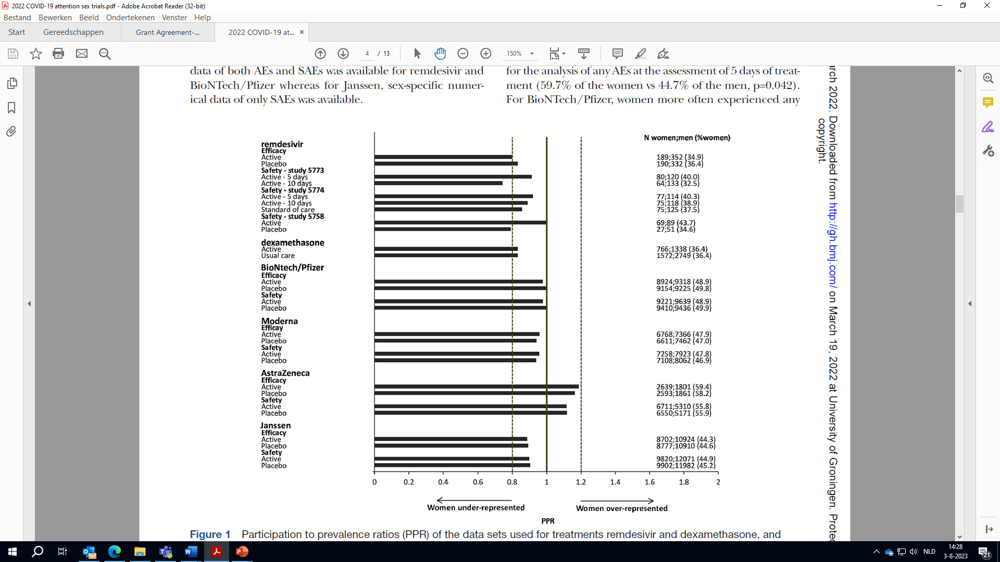 2022 COVID-19 attention sex trials.pdf - Adobe Acrobat Reader (32-bit)
Bestand Bewerken Beeld Ondertekenen Venster Help
Start Gereedschappen Grant Agreement-... 2022 COVID-19 at... ×
4 / 13 150%
data of both AEs and SAEs was available for remdesivir and
BioNTech/Pfizer whereas for Janssen, sex-specific numer-
ical data of only SAEs was available.
for the analysis of any AEs at the assessment of 5 days of treat-
ment (59.7% of the women vs 44.7% of the men, p=0.042).
For BioNTech/Pfizer, women more often experienced any
N women;men (%women)
remdesivir
Efficacy
Active 189;352 (34.9)
Placebo 190;332 (36.4)
Safety - study 5773
Active - 5 days 80;120 (40.0)
Active - 10 days 64;133 (32.5)
Safety - study 5774
Active - 5 days 77;114 (40.3)
Active - 10 days 75;118 (38.9)
Standard of care 75;125 (37.5)
Safety - study 5758
Active 69;89 (43.7)
Placebo 27;51 (34.6)
dexamethasone
Active 766;1338 (36.4)
Usual care 1572;2749 (36.4)
BioNtech/Pfizer
Efficacy
Active 8924;9318 (48.9)
Placebo 9154;9225 (49.8)
Safety
Active 9221;9639 (48.9)
Placebo 9410;9436 (49.9)
Moderna
Efficay
Active 6768;7366 (47.9)
Placebo 6611;7462 (47.0)
Safety
Active 7258;7923 (47.8)
Placebo 7108;8062 (46.9)
AstraZeneca
Efficacy
Active 2639;1801 (59.4)
Placebo 2593;1861 (58.2)
Safety
Active 6711;5310 (55.8)
Placebo 6550;5171 (55.9)
Janssen
Efficacy
Active 8702;10924 (44.3)
Placebo 8777;10910 (44.6)
Safety
Active 9820;12071 (44.9)
Placebo 9902;11982 (45.2)
0 0.2 0.4 0.6 0.8 1 1.2 1.4 1.6 1.8 2
Women under-represented Women over-represented
PPR
Figure 1 Participation to prevalence ratios (PPR) of the data sets used for treatments remdesivir and dexamethasone, and
2022. Downloaded from http://gh.bmj.com/ on March 19, 2022 at University of Groningen.
copyright.
NLD
14:28
3-8-2023
21